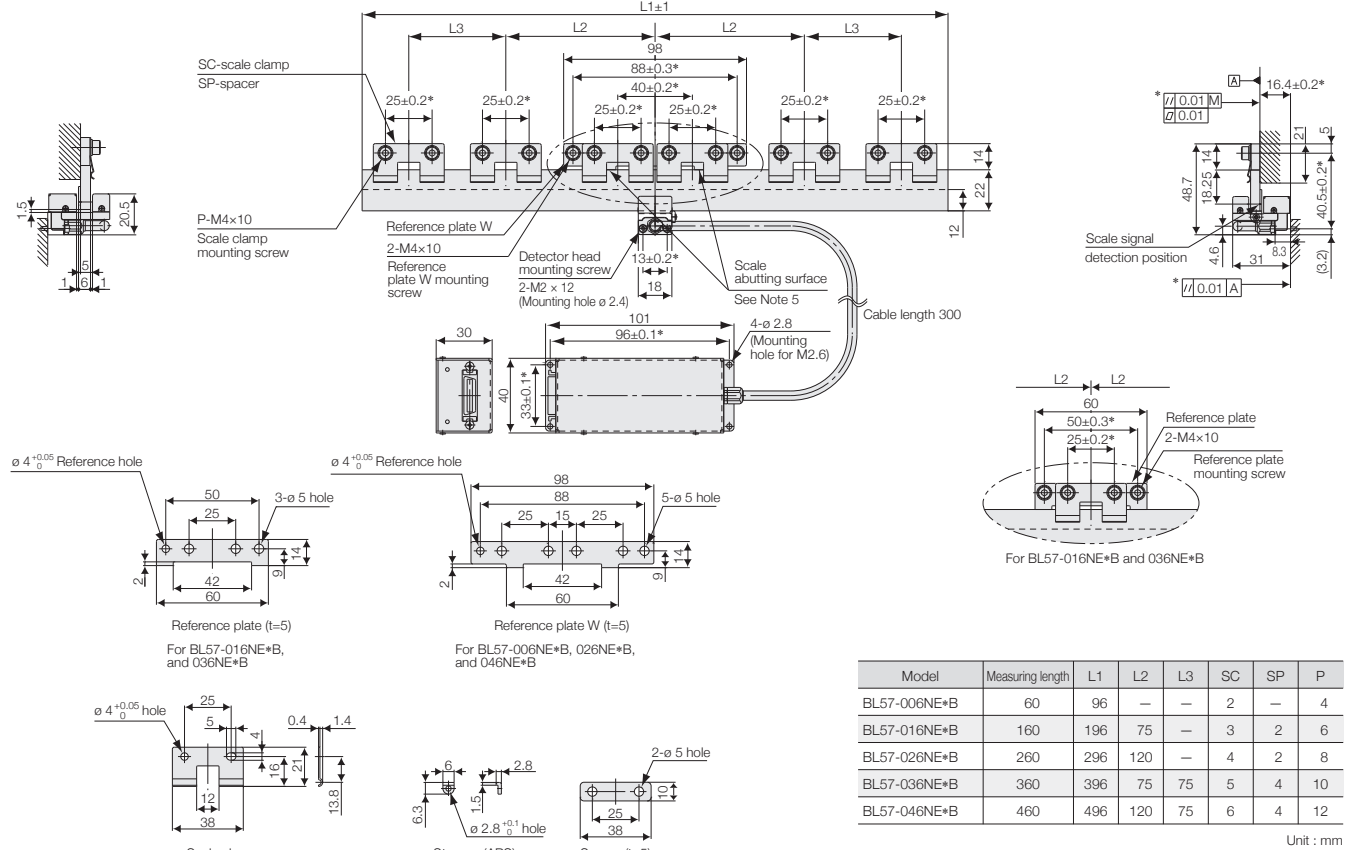 L1±1
L3
L2
L2
L3
98
88±0.3*
40±0.2*
25±0.2*
25±0.2*
25±0.2*
25±0.2*
25±0.2*
25±0.2*
SC-scale clamp
SP-spacer
14
22
12
P-M4×10
Scale clamp
mounting screw
Reference plate W
2-M4×10
Reference
plate W mounting
screw
Detector head
mounting screw
2-M2 × 12
(Mounting hole ø 2.4)
13±0.2*
18
Scale
abutting surface
See Note 5
Cable length 300
1.5
20.5
5
1
6
1
A
16.4±0.2*
*
// 0.01 M
0.01
21
5
14
18.25
48.7
40.5±0.2*
Scale signal
detection position
4.6
31
8.3
(3.2)
* // 0.01 A
30
101
96±0.1*
4-ø 2.8
(Mounting
hole for M2.6)
40
33±0.1*
L2
L2
60
50±0.3*
25±0.2*
Reference plate
2-M4×10
Reference plate
mounting screw
For BL57-016NE*B and 036NE*B
ø 4 +0.05 0 Reference hole
50
25
3-ø 5 hole
14
9
2
42
60
Reference plate (t=5)
For BL57-016NE*B,
and 036NE*B
ø 4 +0.05 0 Reference hole
98
88
25
15
25
5-ø 5 hole
14
9
2
42
60
Reference plate W (t=5)
For BL57-006NE*B, 026NE*B,
and 046NE*B
ø 4 +0.05 0 hole
25
5
4
0.4
1.4
16
21
13.8
12
38
6
2.8
6.3
1.5
ø 2.8 +0.1 0 hole
2-ø 5 hole
10
25
38
Model Measuring length L1 L2 L3 SC SP P
BL57-006NE*B 60 96 – – 2 – 4
BL57-016NE*B 160 196 75 – 3 2 6
BL57-026NE*B 260 296 120 – 4 2 8
BL57-036NE*B 360 396 75 75 5 4 10
BL57-046NE*B 460 496 120 75 6 4 12
Unit : mm